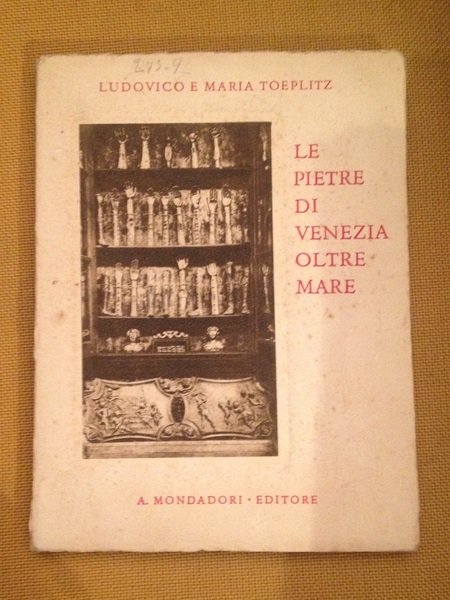 LUDOVICO E MARIA TOEPLITZ
LE
PIETRE
DI
VENEZIA
OLTRE
MARE
A. MONDADORI • EDITORE